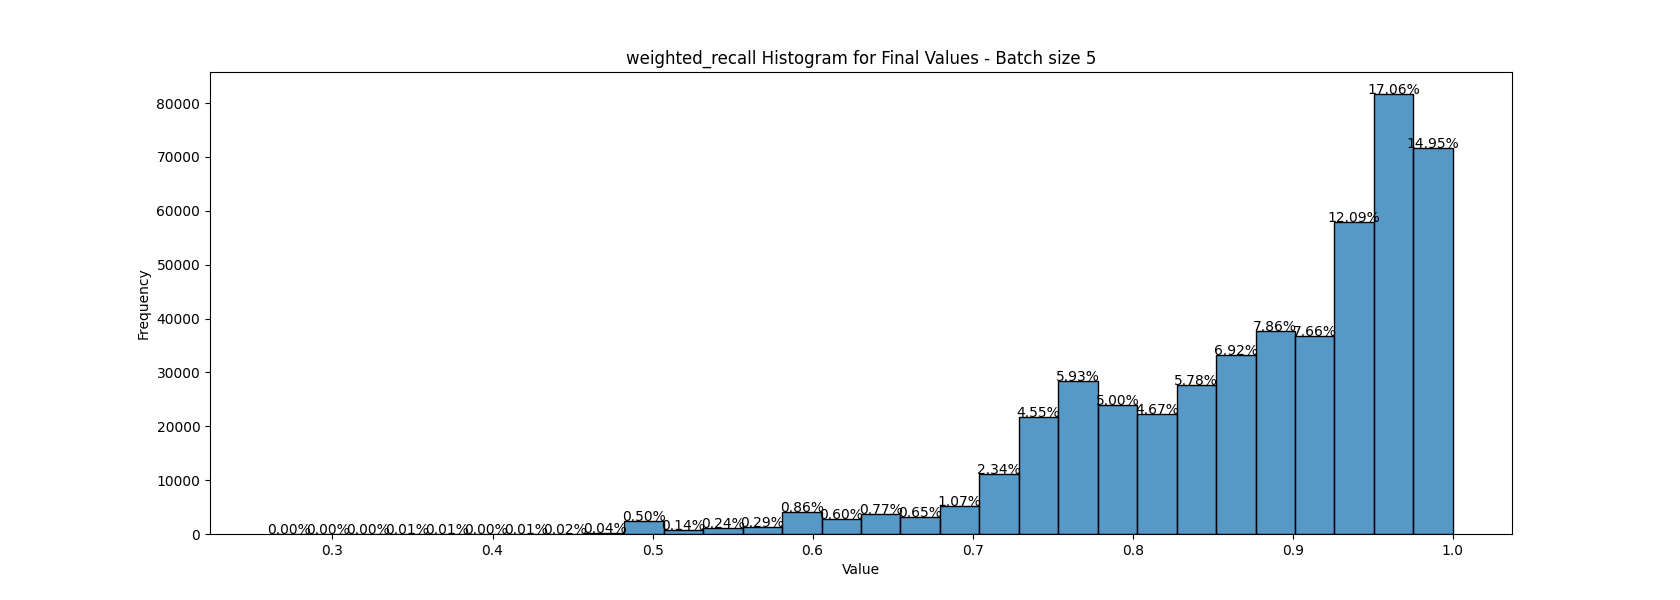 weighted_recall Histogram for Final Values - Batch size 5
80000
70000
60000
50000
40000
30000
20000
10000
0
Frequency
0.00% 0.00% 0.00% 0.01% 0.01% 0.00% 0.01% 0.02% 0.04% 0.50% 0.14% 0.24% 0.29% 0.86% 0.60% 0.77% 0.65% 1.07% 2.34% 4.55% 5.93% 5.00% 4.67% 5.78% 6.92% 7.86% 7.66% 12.09% 17.06% 14.95%
0.3 0.4 0.5 0.6 0.7 0.8 0.9 1.0
Value